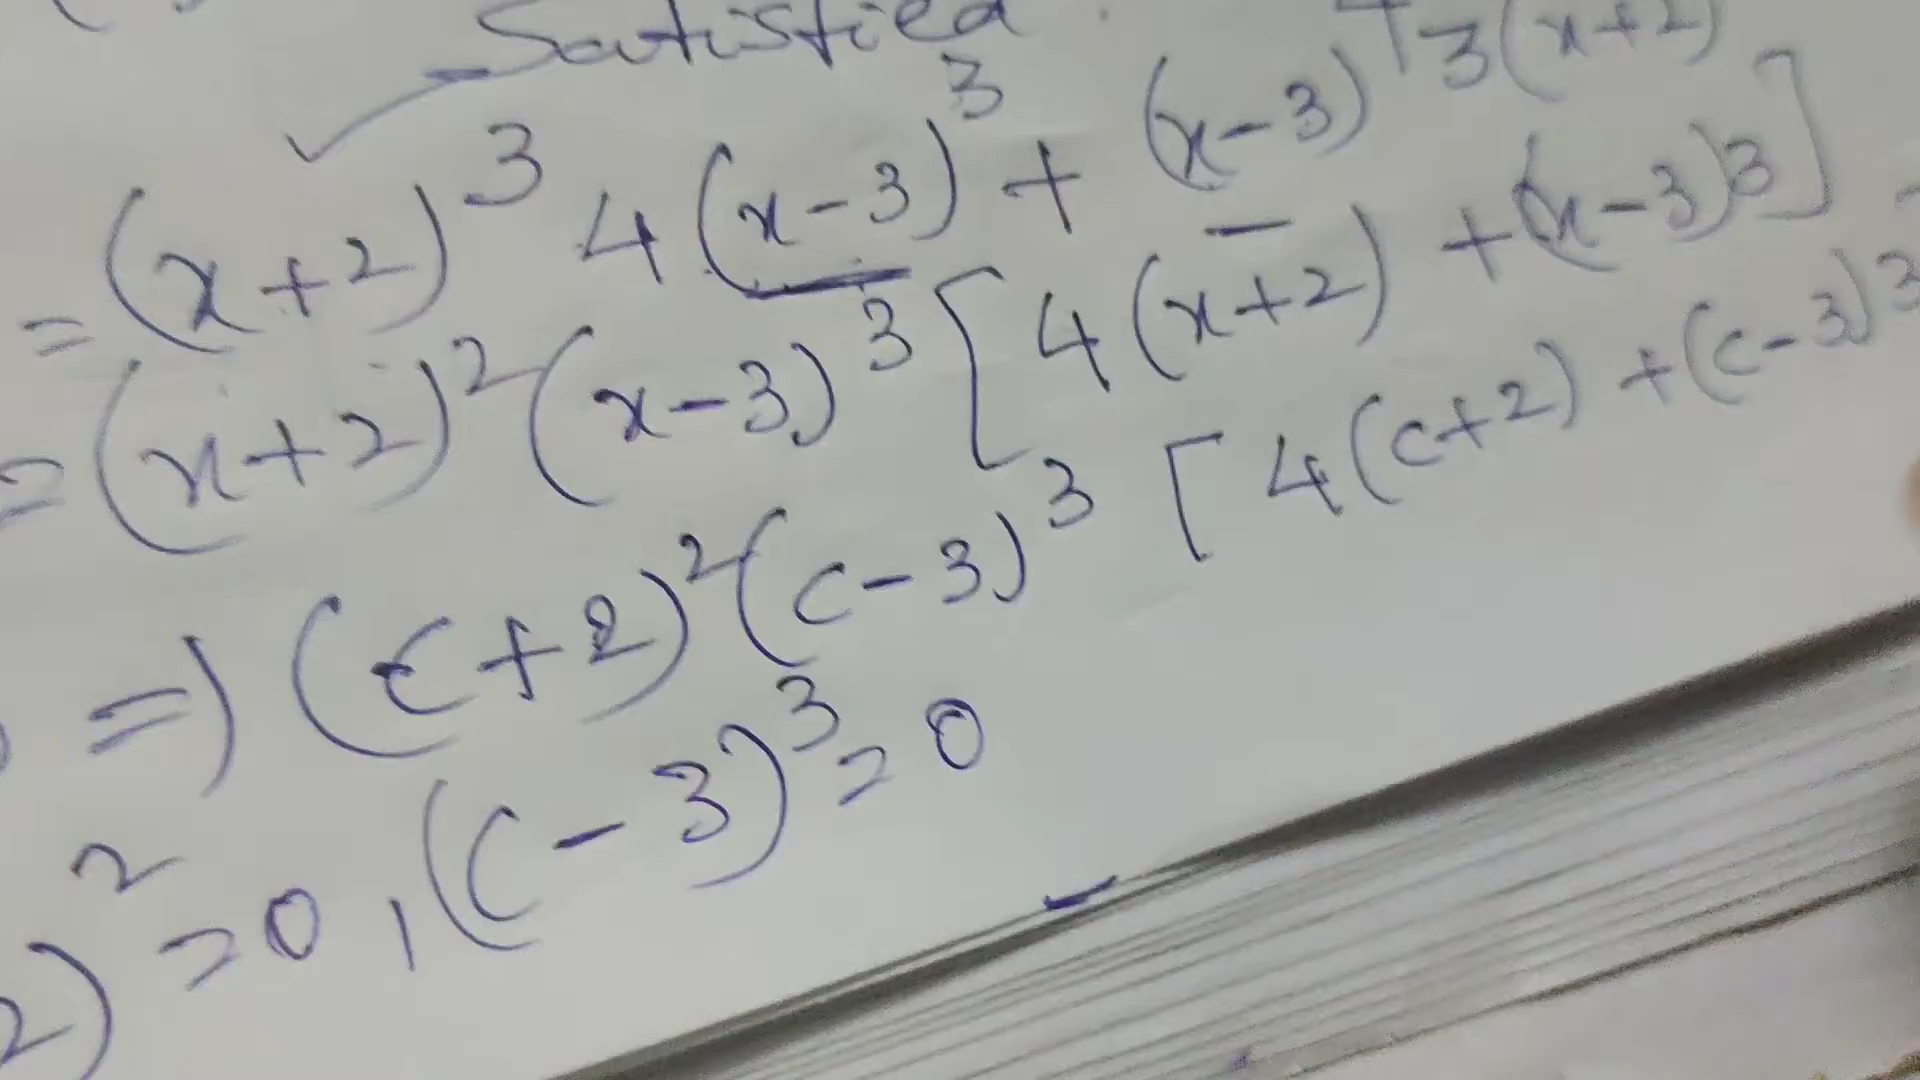 Satisfied
= (x+2)³ 4(x-3)³ + (x-3)⁴ 3(x+2)
= (x+2)² (x-3)³ [4(x+2) + (x-3)3]
=) (c+2)² (c-3)³ [4(c+2) + (c-3)3
2)² = 0, (c-3)³ = 0